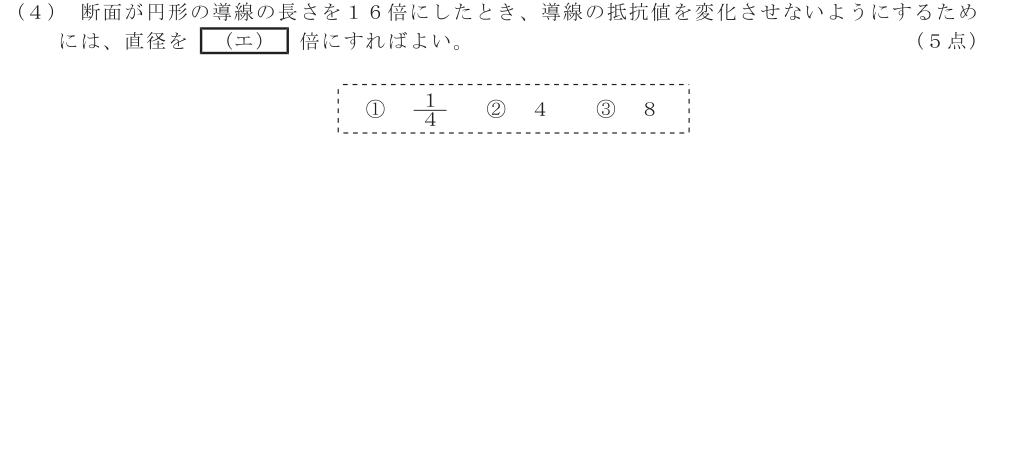 （４） 断面が円形の導線の長さを１６倍にしたとき、導線の抵抗値を変化させないようにするため
には、直径を （エ） 倍にすればよい。 （５点）
① 1/4 ② ４ ③ ８